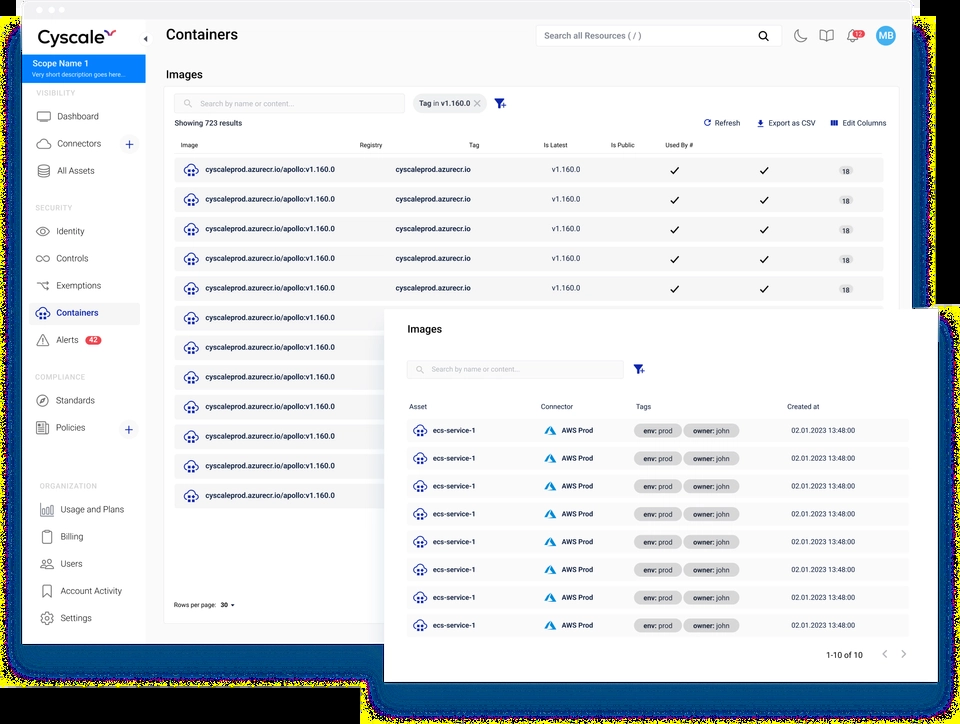 Cyscale
Containers
Search all Resources ( / )
12
MB
Scope Name 1
Very short description goes here...
VISIBILITY
Dashboard
Connectors
All Assets
SECURITY
Identity
Controls
Exemptions
Containers
Alerts 42
COMPLIANCE
Standards
Policies
ORGANIZATION
Usage and Plans
Billing
Users
Account Activity
Settings
Images
Search by name or content...
Tag in v1.160.0
Showing 723 results
Refresh Export as CSV Edit Columns
Image Registry Tag Is Latest Is Public Used By #
cyscaleprod.azurecr.io/apollo:v1.160.0 cyscaleprod.azurecr.io v1.160.0 18
cyscaleprod.azurecr.io/apollo:v1.160.0 cyscaleprod.azurecr.io v1.160.0 18
cyscaleprod.azurecr.io/apollo:v1.160.0 cyscaleprod.azurecr.io v1.160.0 18
cyscaleprod.azurecr.io/apollo:v1.160.0 cyscaleprod.azurecr.io v1.160.0 18
cyscaleprod.azurecr.io/apollo:v1.160.0 cyscaleprod.azurecr.io v1.160.0 18
cyscaleprod.azurecr.io/apollo:v1.160.0
cyscaleprod.azurecr.io/apollo:v1.160.0
cyscaleprod.azurecr.io/apollo:v1.160.0
cyscaleprod.azurecr.io/apollo:v1.160.0
cyscaleprod.azurecr.io/apollo:v1.160.0
cyscaleprod.azurecr.io/apollo:v1.160.0
cyscaleprod.azurecr.io/apollo:v1.160.0
Rows per page: 30
Images
Search by name or content...
Asset Connector Tags Created at
ecs-service-1 AWS Prod env: prod owner: john 02.01.2023 13:48:00
ecs-service-1 AWS Prod env: prod owner: john 02.01.2023 13:48:00
ecs-service-1 AWS Prod env: prod owner: john 02.01.2023 13:48:00
ecs-service-1 AWS Prod env: prod owner: john 02.01.2023 13:48:00
ecs-service-1 AWS Prod env: prod owner: john 02.01.2023 13:48:00
ecs-service-1 AWS Prod env: prod owner: john 02.01.2023 13:48:00
ecs-service-1 AWS Prod env: prod owner: john 02.01.2023 13:48:00
ecs-service-1 AWS Prod env: prod owner: john 02.01.2023 13:48:00
1-10 of 10